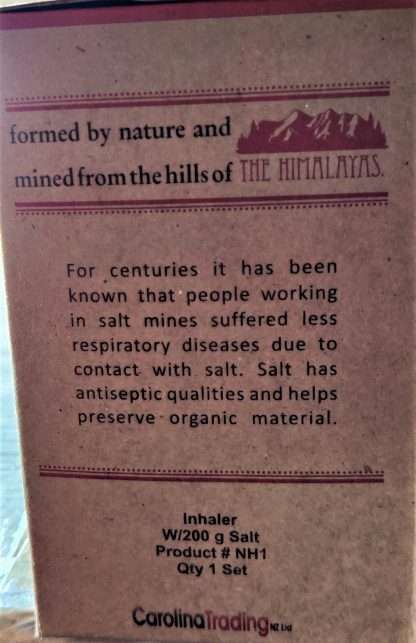 formed by nature and
mined from the hills of THE HIMALAYAS.
For centuries it has been
known that people working
in salt mines suffered less
respiratory diseases due to
contact with salt. Salt has
antiseptic qualities and helps
preserve organic material.
Inhaler
W/200 g Salt
Product # NH1
Qty 1 Set
CarolinaTrading NZ Ltd